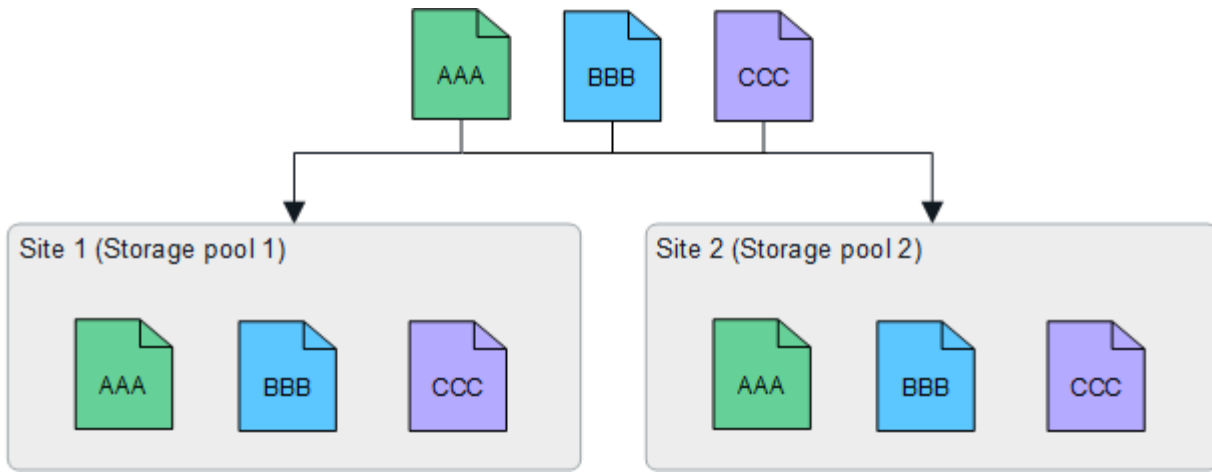 AAA
BBB
CCC
Site 1 (Storage pool 1)
AAA
BBB
CCC
Site 2 (Storage pool 2)
AAA
BBB
CCC